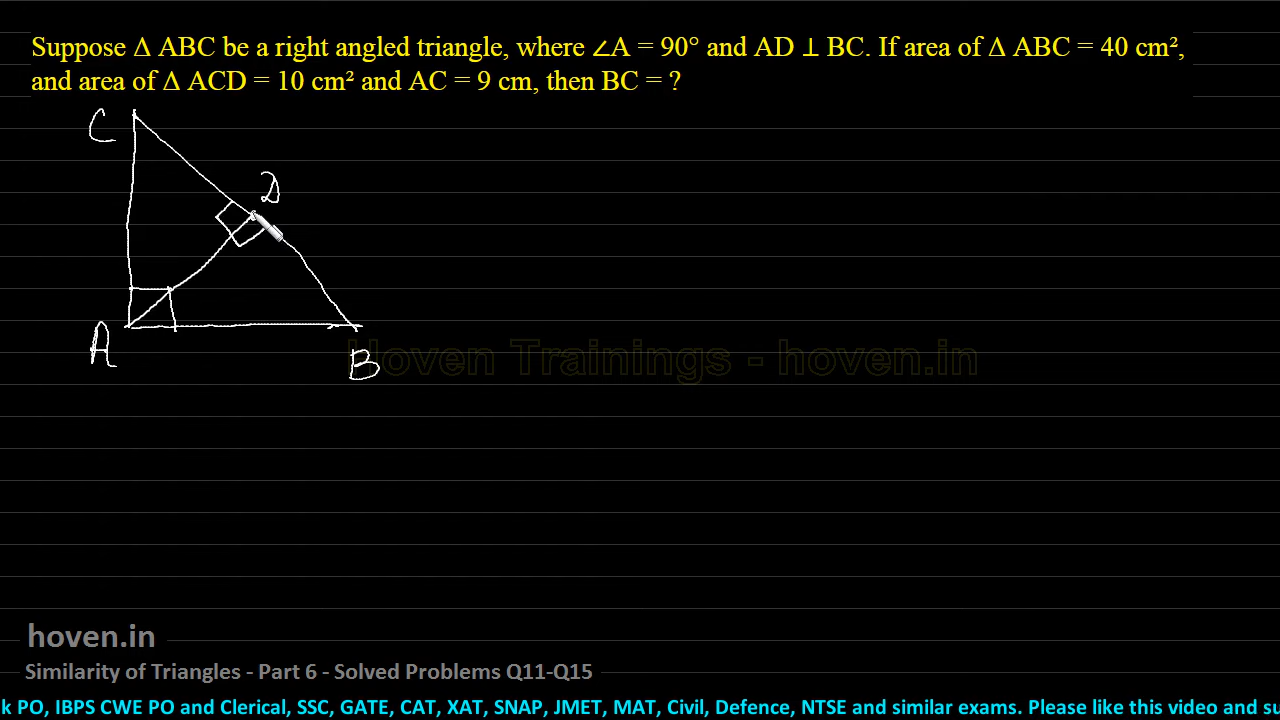 Suppose Δ ABC be a right angled triangle, where ∠A = 90° and AD ⊥ BC. If area of Δ ABC = 40 cm²,
and area of Δ ACD = 10 cm² and AC = 9 cm, then BC = ?
C
D
A
B
Hoven Trainings - hoven.in
hoven.in
Similarity of Triangles - Part 6 - Solved Problems Q11-Q15
k PO, IBPS CWE PO and Clerical, SSC, GATE, CAT, XAT, SNAP, JMET, MAT, Civil, Defence, NTSE and similar exams. Please like this video and su